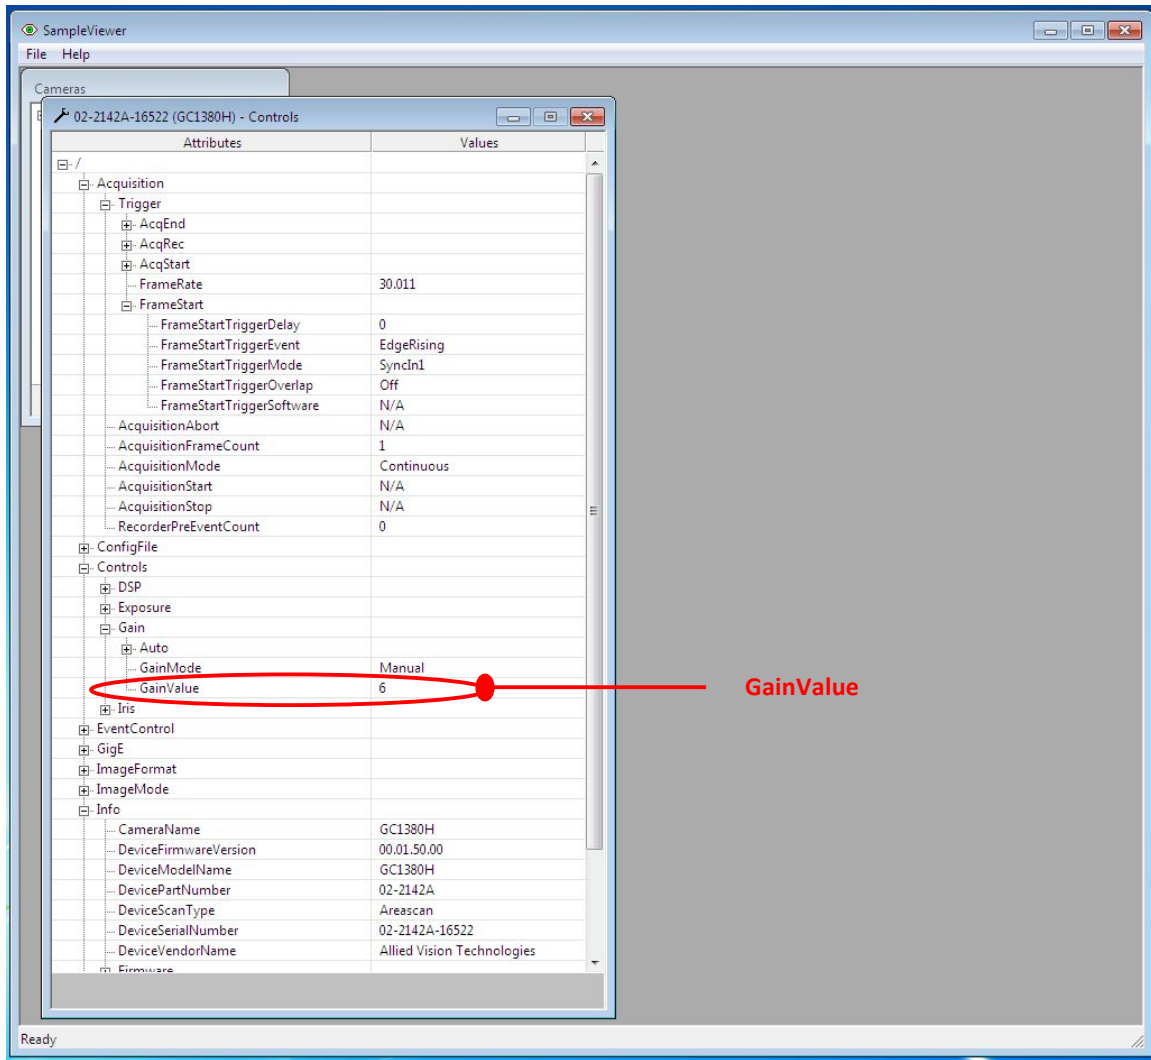 SampleViewer
File Help
Cameras
02-2142A-16522 (GC1380H) - Controls
Attributes Values
/
Acquisition
Trigger
AcqEnd
AcqRec
AcqStart
FrameRate 30.011
FrameStart
FrameStartTriggerDelay 0
FrameStartTriggerEvent EdgeRising
FrameStartTriggerMode SyncIn1
FrameStartTriggerOverlap Off
FrameStartTriggerSoftware N/A
AcquisitionAbort N/A
AcquisitionFrameCount 1
AcquisitionMode Continuous
AcquisitionStart N/A
AcquisitionStop N/A
RecorderPreEventCount 0
ConfigFile
Controls
DSP
Exposure
Gain
Auto
GainMode Manual
GainValue 6
GainValue
Iris
EventControl
GigE
ImageFormat
ImageMode
Info
CameraName GC1380H
DeviceFirmwareVersion 00.01.50.00
DeviceModelName GC1380H
DevicePartNumber 02-2142A
DeviceScanType Areascan
DeviceSerialNumber 02-2142A-16522
DeviceVendorName Allied Vision Technologies
Firmware
Ready